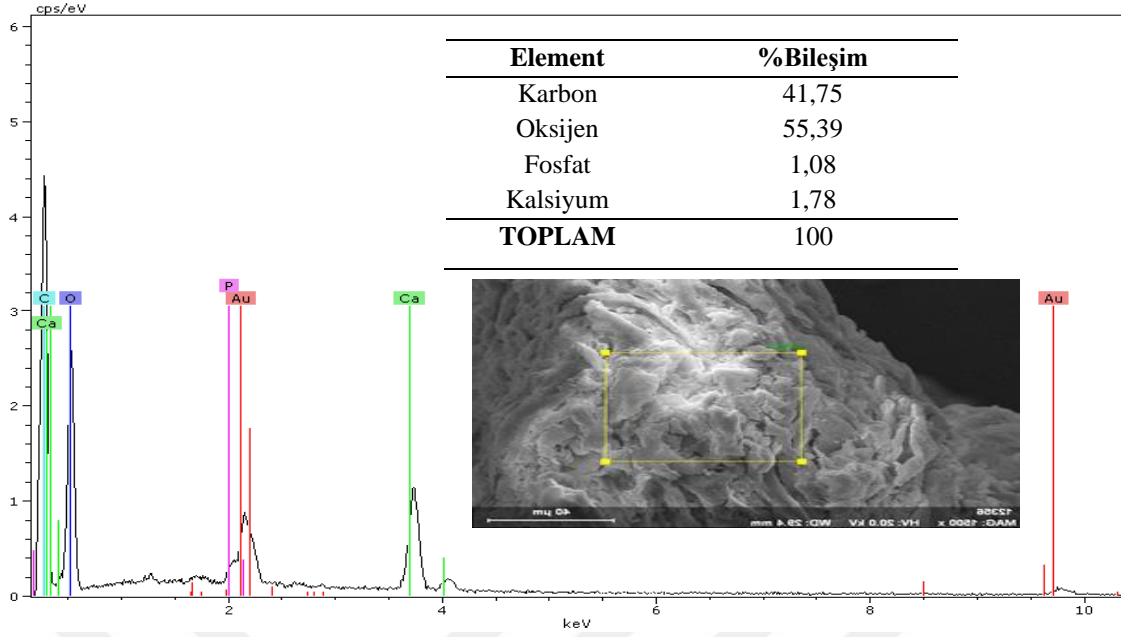 cps/eV
6
5
4
3
2
1
0
2 4 6 8 10
keV
C O Ca P Au Ca Au
Element %Bileşim
Karbon 41,75
Oksijen 55,39
Fosfat 1,08
Kalsiyum 1,78
TOPLAM 100
12356
MAG: 1500 x HV: 20.0 kV WD: 29.4 mm
40 µm